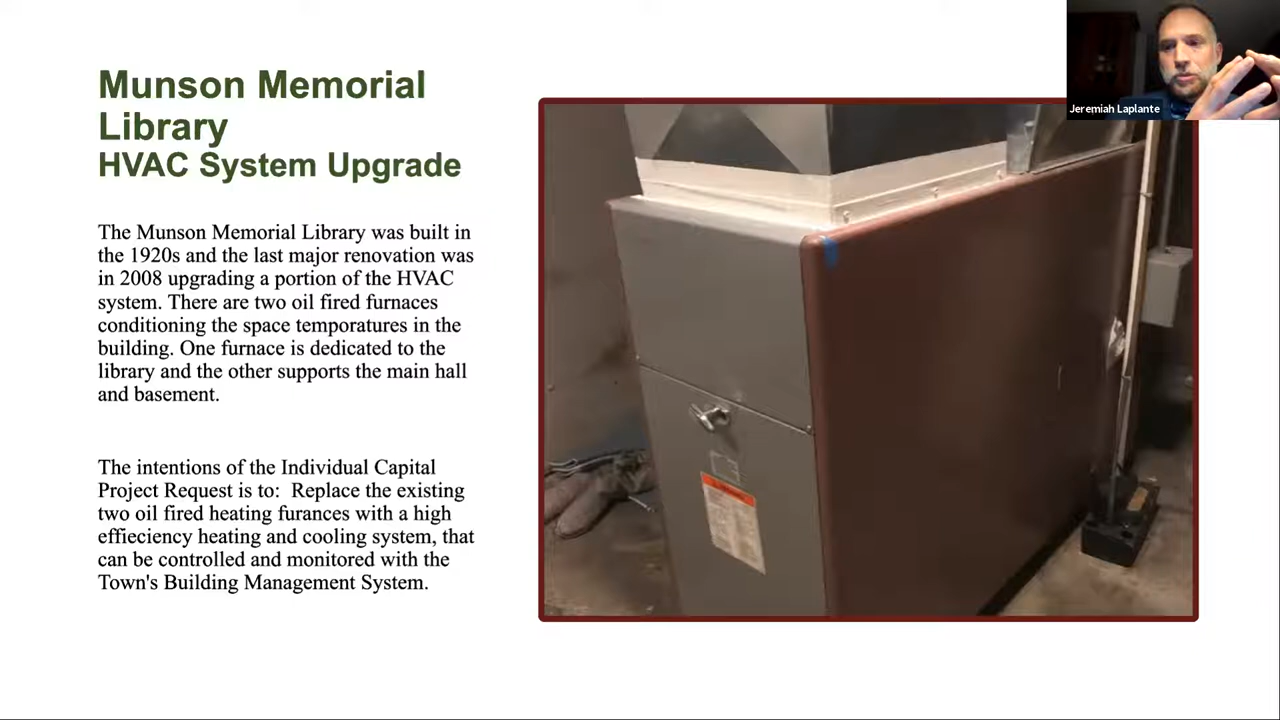 Munson Memorial
Library
HVAC System Upgrade
The Munson Memorial Library was built in
the 1920s and the last major renovation was
in 2008 upgrading a portion of the HVAC
system. There are two oil fired furnaces
conditioning the space temperatures in the
building. One furnace is dedicated to the
library and the other supports the main hall
and basement.
The intentions of the Individual Capital
Project Request is to:  Replace the existing
two oil fired heating furances with a high
effieciency heating and cooling system, that
can be controlled and monitored with the
Town's Building Management System.
Jeremiah Laplante